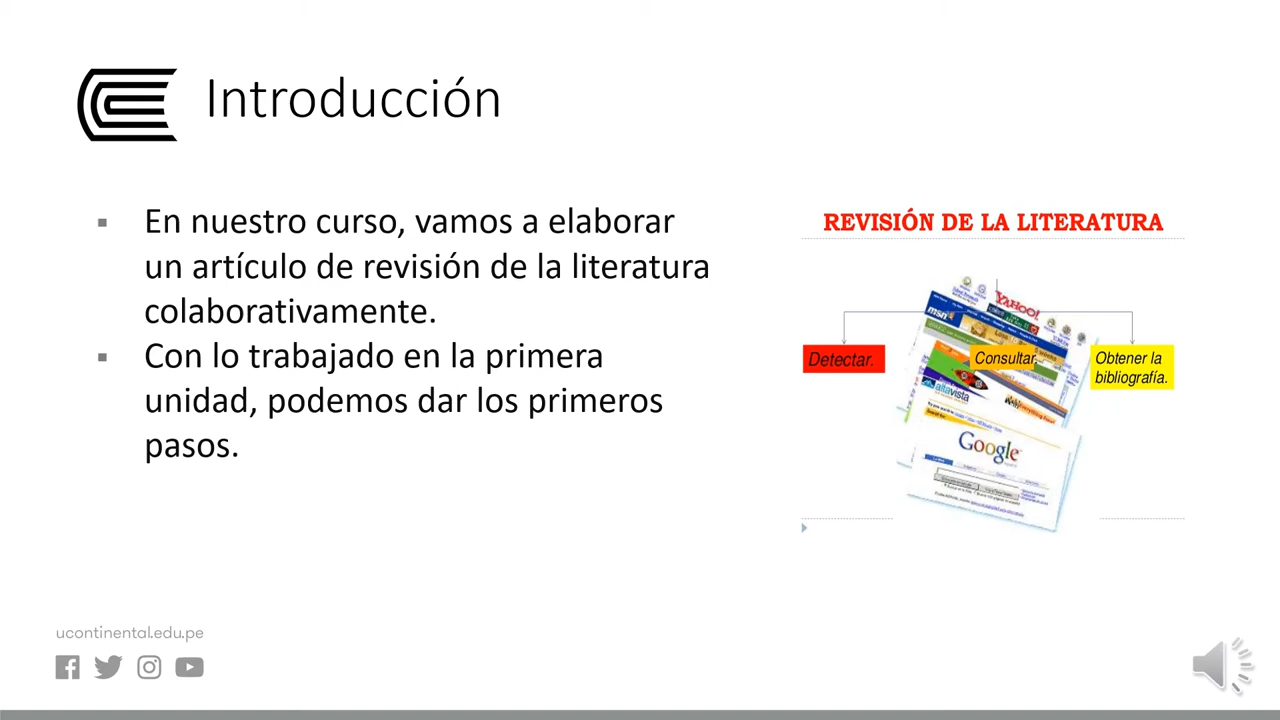 Introducción
En nuestro curso, vamos a elaborar
un artículo de revisión de la literatura
colaborativamente.
Con lo trabajado en la primera
unidad, podemos dar los primeros
pasos.
REVISIÓN DE LA LITERATURA
YAHOO!
msn
Detectar.
Consultar.
Obtener la
bibliografía.
altavista
Google
ucontinental.edu.pe